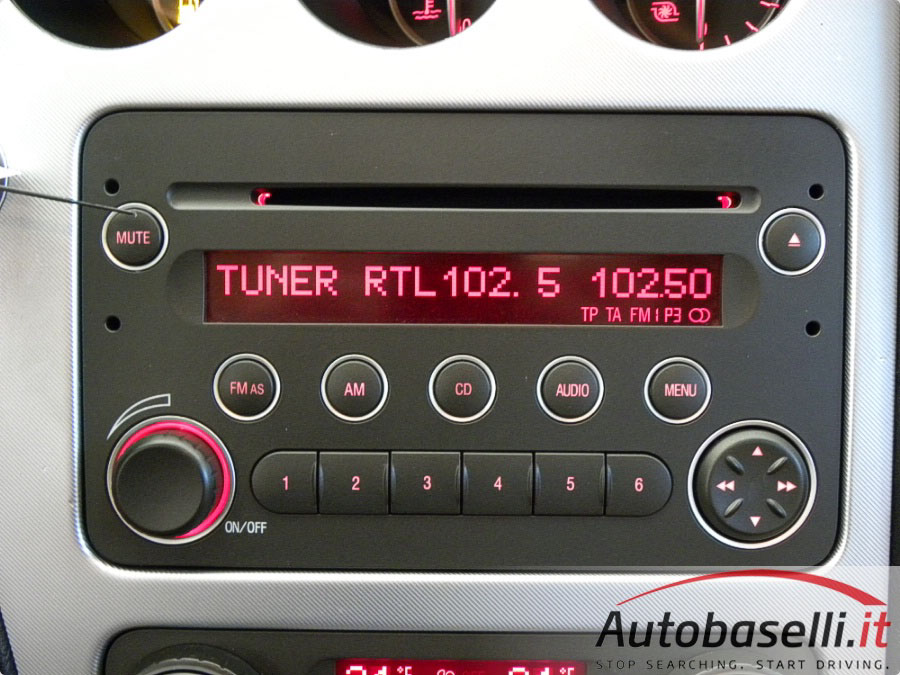 MUTE
TUNER RTL102.5 102.50
TP TA FM1 P3
FM AS AM CD AUDIO MENU
1 2 3 4 5 6
ON/OFF
Autobaselli.it
STOP SEARCHING. START DRIVING.